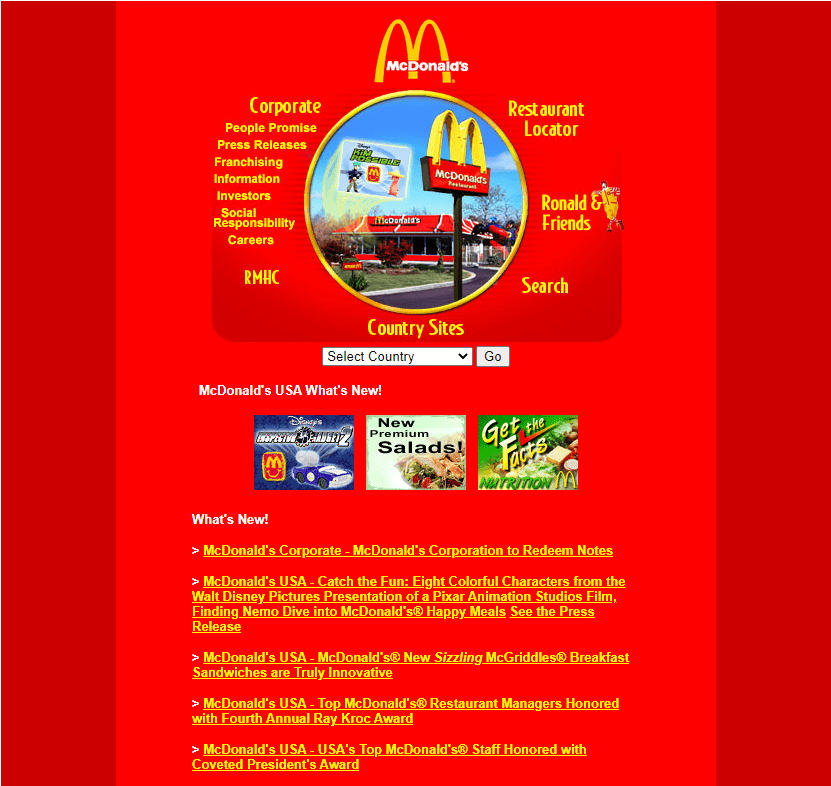 McDonald's
Corporate
People Promise
Press Releases
Franchising
Information
Investors
Social
Responsibility
Careers
RMHC
Disney's
KIM
POSSIBLE
McDonald's
Restaurant
McDonald's
Restaurant
Locator
Ronald &
Friends
Search
Country Sites
Select Country
Go
McDonald's USA What's New!
Disney's
INSPECTOR GADGET 2
New
Premium
Salads!
Get the
Facts
NUTRITION
What's New!
> McDonald's Corporate - McDonald's Corporation to Redeem Notes
> McDonald's USA - Catch the Fun: Eight Colorful Characters from the
Walt Disney Pictures Presentation of a Pixar Animation Studios Film,
Finding Nemo Dive into McDonald's® Happy Meals See the Press
Release
> McDonald's USA - McDonald's® New Sizzling McGriddles® Breakfast
Sandwiches are Truly Innovative
> McDonald's USA - Top McDonald's® Restaurant Managers Honored
with Fourth Annual Ray Kroc Award
> McDonald's USA - USA's Top McDonald's® Staff Honored with
Coveted President's Award